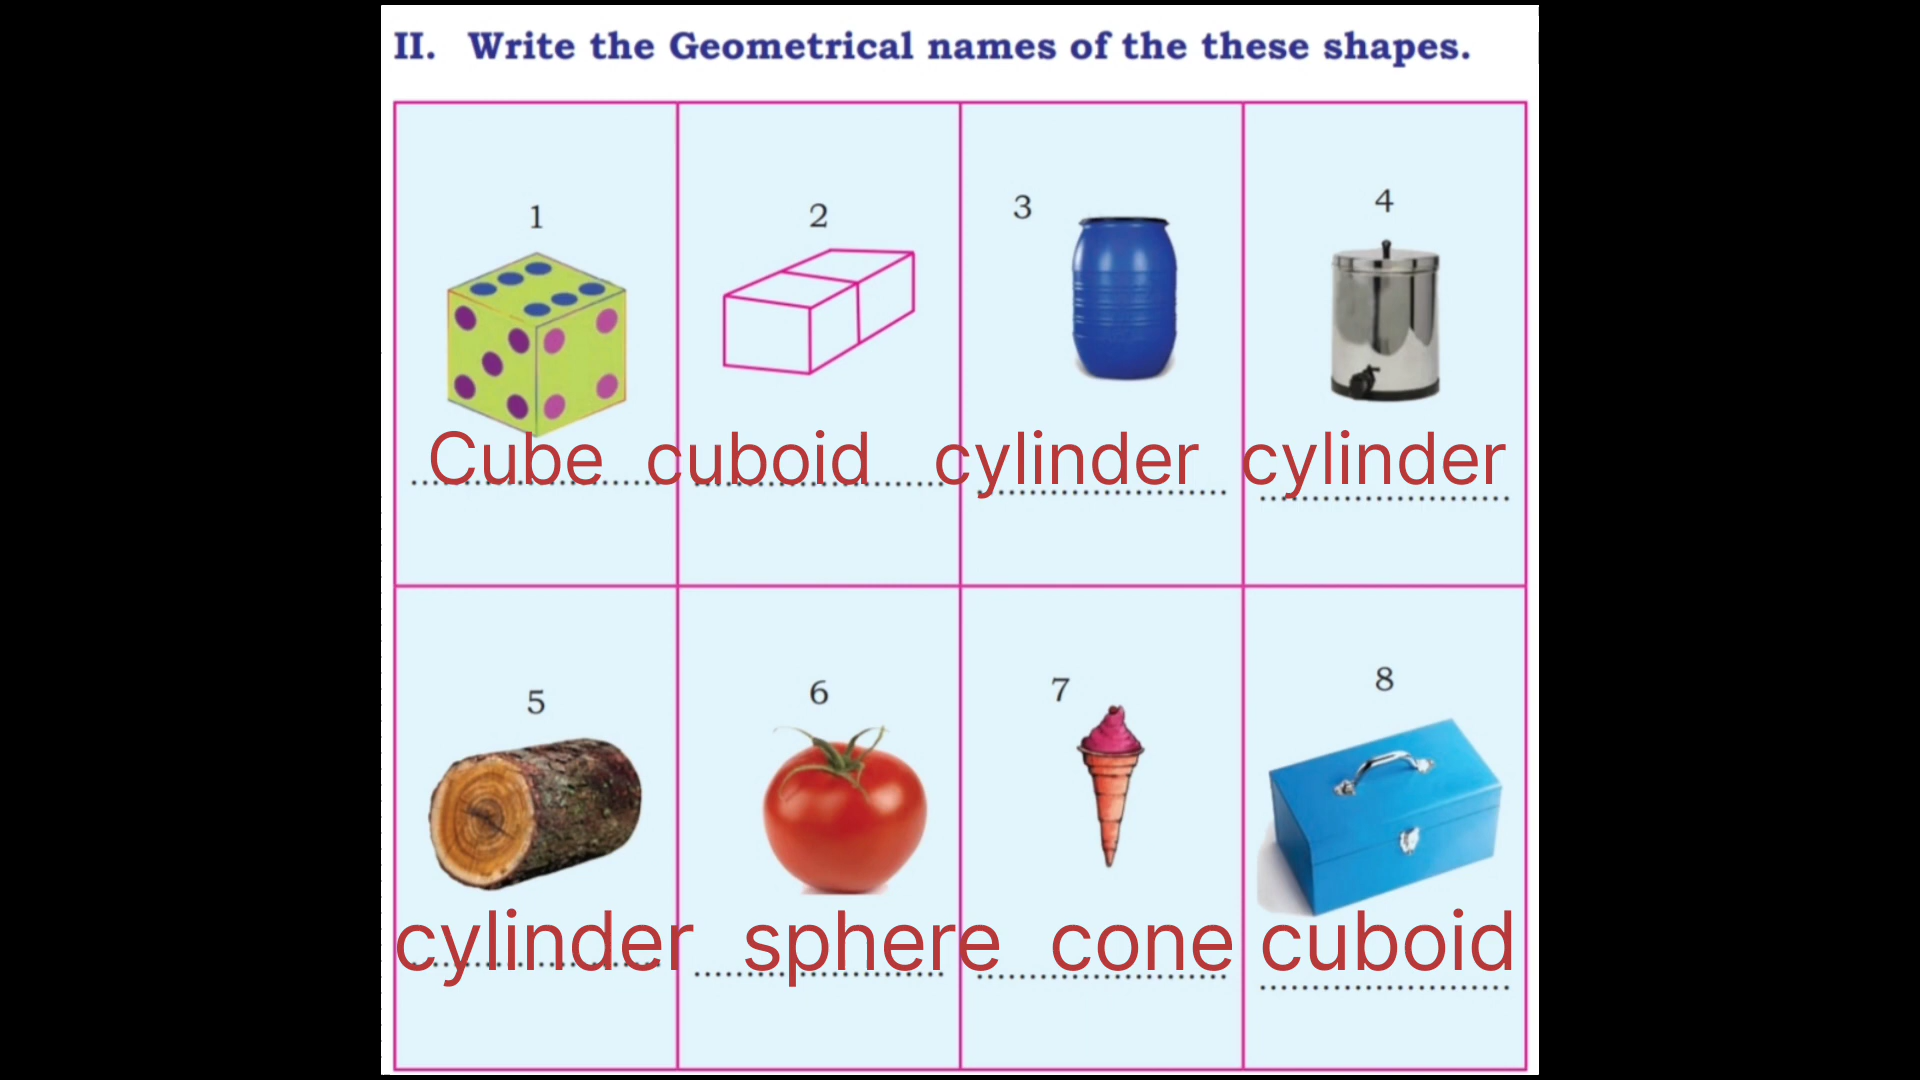 II. Write the Geometrical names of the these shapes.
1 2 3 4
Cube cuboid cylinder cylinder
5 6 7 8
cylinder sphere cone cuboid